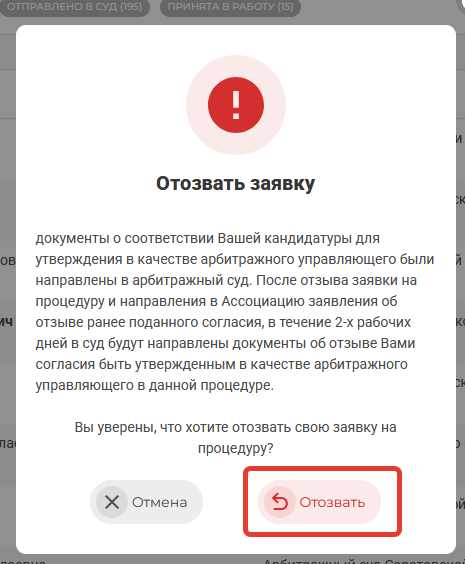 ОТПРАВЛЕНО В СУД (195) ПРИНЯТА В РАБОТУ (15)
Отозвать заявку
документы о соответствии Вашей кандидатуры для
утверждения в качестве арбитражного управляющего были
направлены в арбитражный суд. После отзыва заявки на
процедуру и направления в Ассоциацию заявления об
отзыве ранее поданного согласия, в течение 2-х рабочих
дней в суд будут направлены документы об отзыве Вами
согласия быть утвержденным в качестве арбитражного
управляющего в данной процедуре.
Вы уверены, что хотите отозвать свою заявку на
процедуру?
Отмена Отозвать